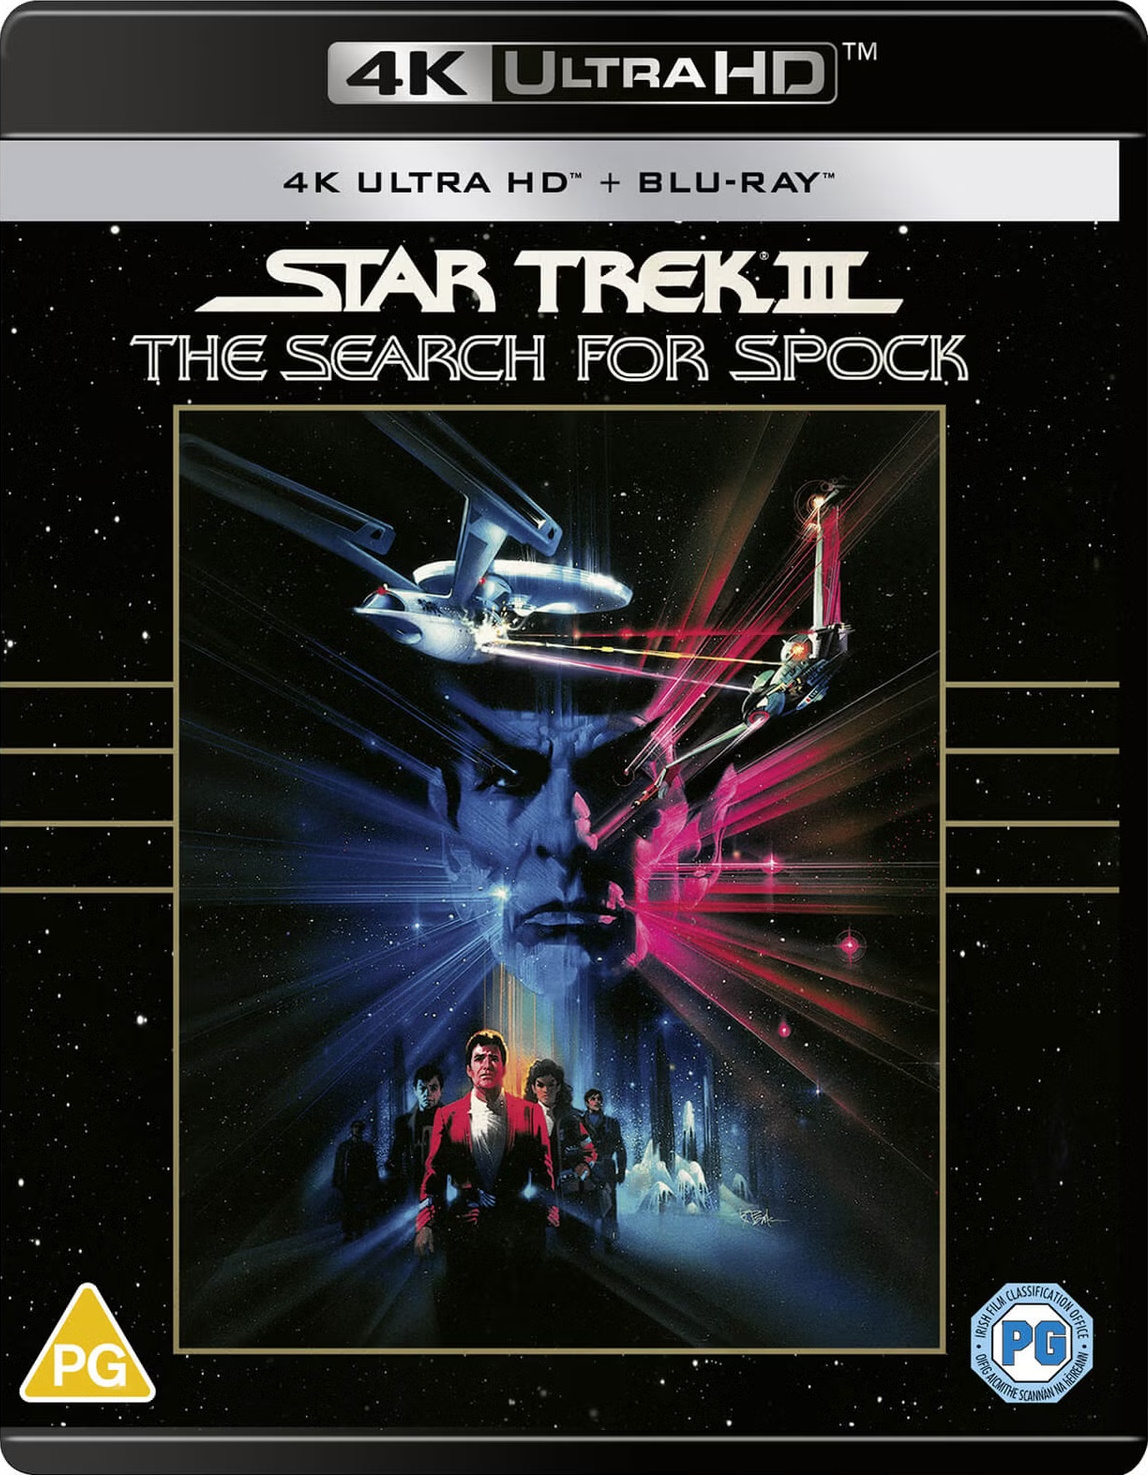 4K ULTRA HD™
4K ULTRA HD™ + BLU-RAY™
STAR TREK® III
THE SEARCH FOR SPOCK
PG
IRISH FILM CLASSIFICATION OFFICE
PG
OIFIG AICMITHE SCANNÁN NA HÉIREANN